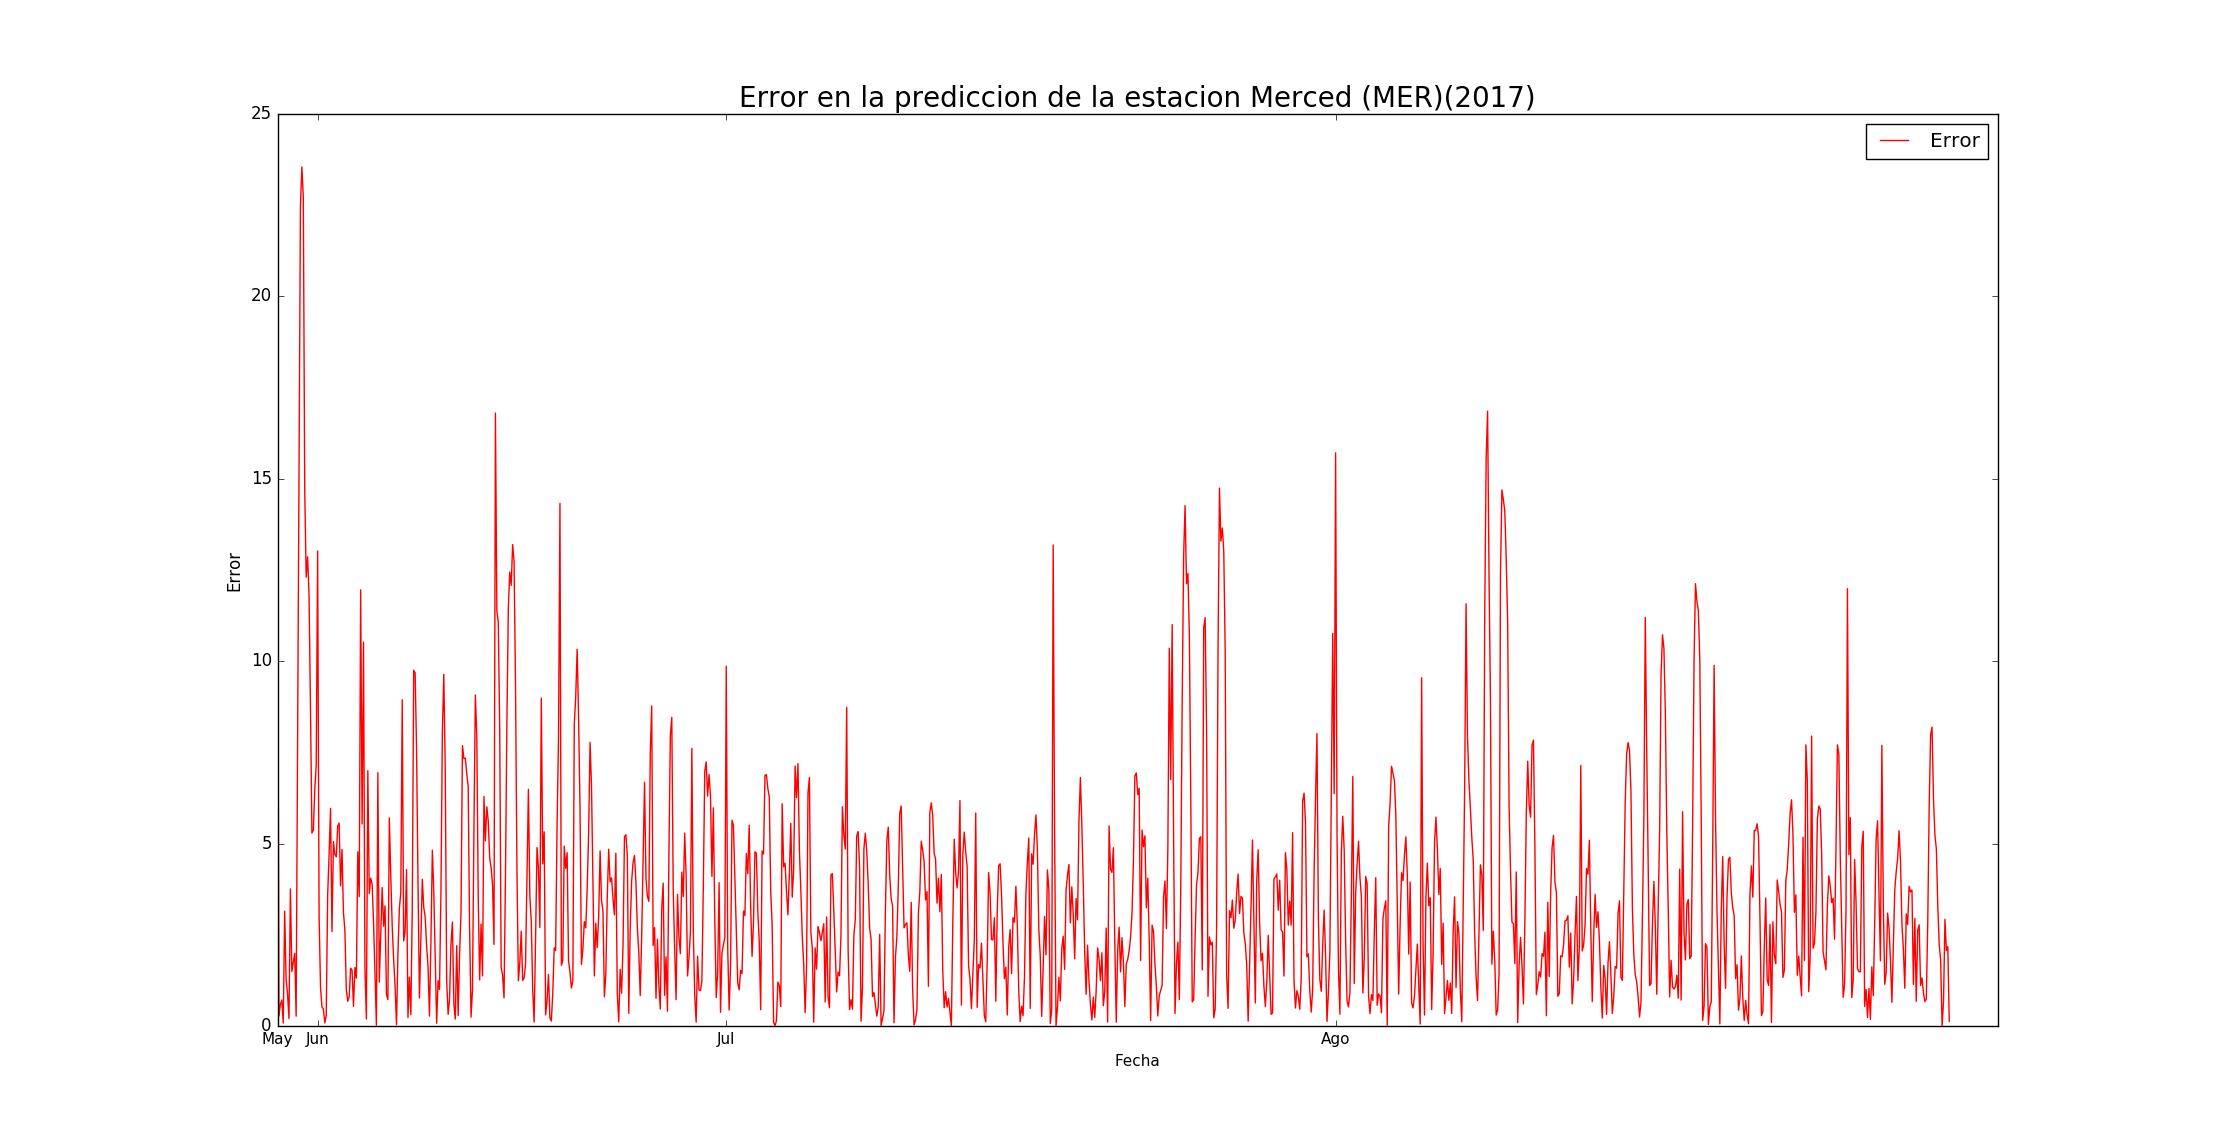 Error en la prediccion de la estacion Merced (MER)(2017)
25
Error
20
15
Error
10
5
0
May Jun Jul Ago
Fecha